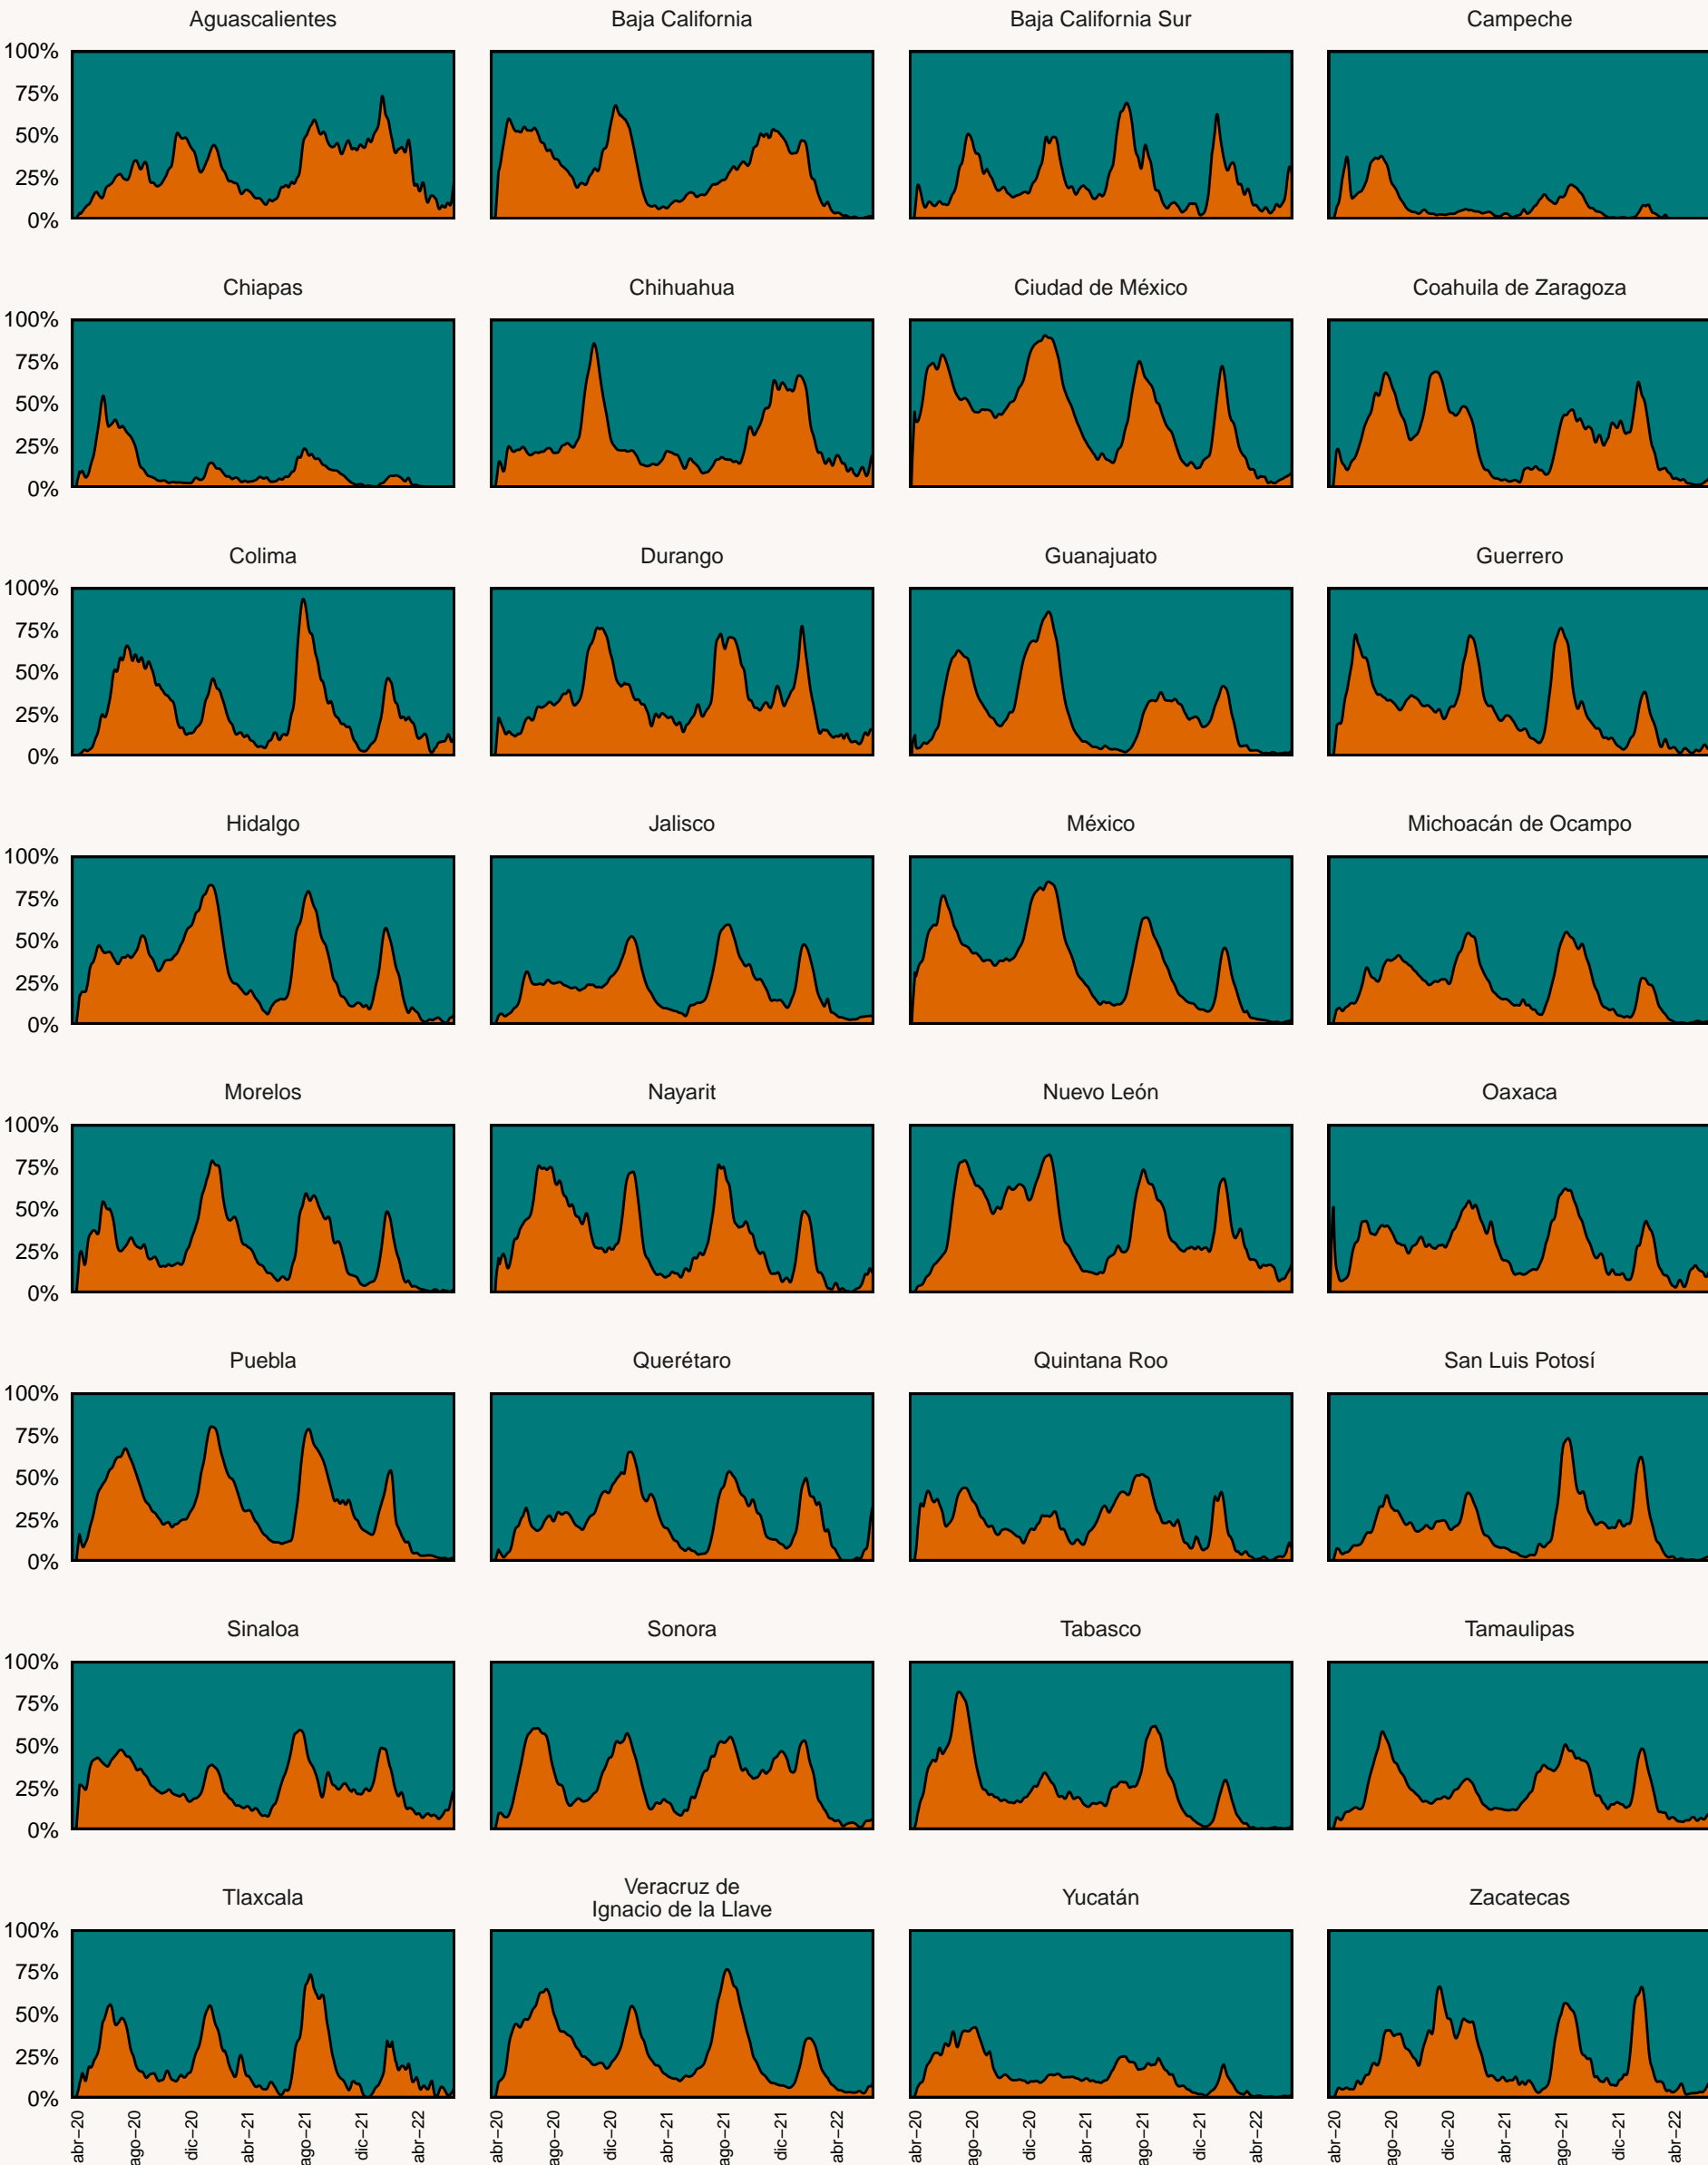 Aguascalientes
Baja California
Baja California Sur
Campeche
100%
75%
50%
25%
0%
Chiapas
Chihuahua
Ciudad de México
Coahuila de Zaragoza
100%
75%
50%
25%
0%
Colima
Durango
Guanajuato
Guerrero
100%
75%
50%
25%
0%
Hidalgo
Jalisco
México
Michoacán de Ocampo
100%
75%
50%
25%
0%
Morelos
Nayarit
Nuevo León
Oaxaca
100%
75%
50%
25%
0%
Puebla
Querétaro
Quintana Roo
San Luis Potosí
100%
75%
50%
25%
0%
Sinaloa
Sonora
Tabasco
Tamaulipas
100%
75%
50%
25%
0%
Tlaxcala
Veracruz de
Ignacio de la Llave
Yucatán
Zacatecas
100%
75%
50%
25%
0%
abr−20
ago−20
dic−20
abr−21
ago−21
dic−21
abr−22
abr−20
ago−20
dic−20
abr−21
ago−21
dic−21
abr−22
abr−20
ago−20
dic−20
abr−21
ago−21
dic−21
abr−22
abr−20
ago−20
dic−20
abr−21
ago−21
dic−21
abr−22